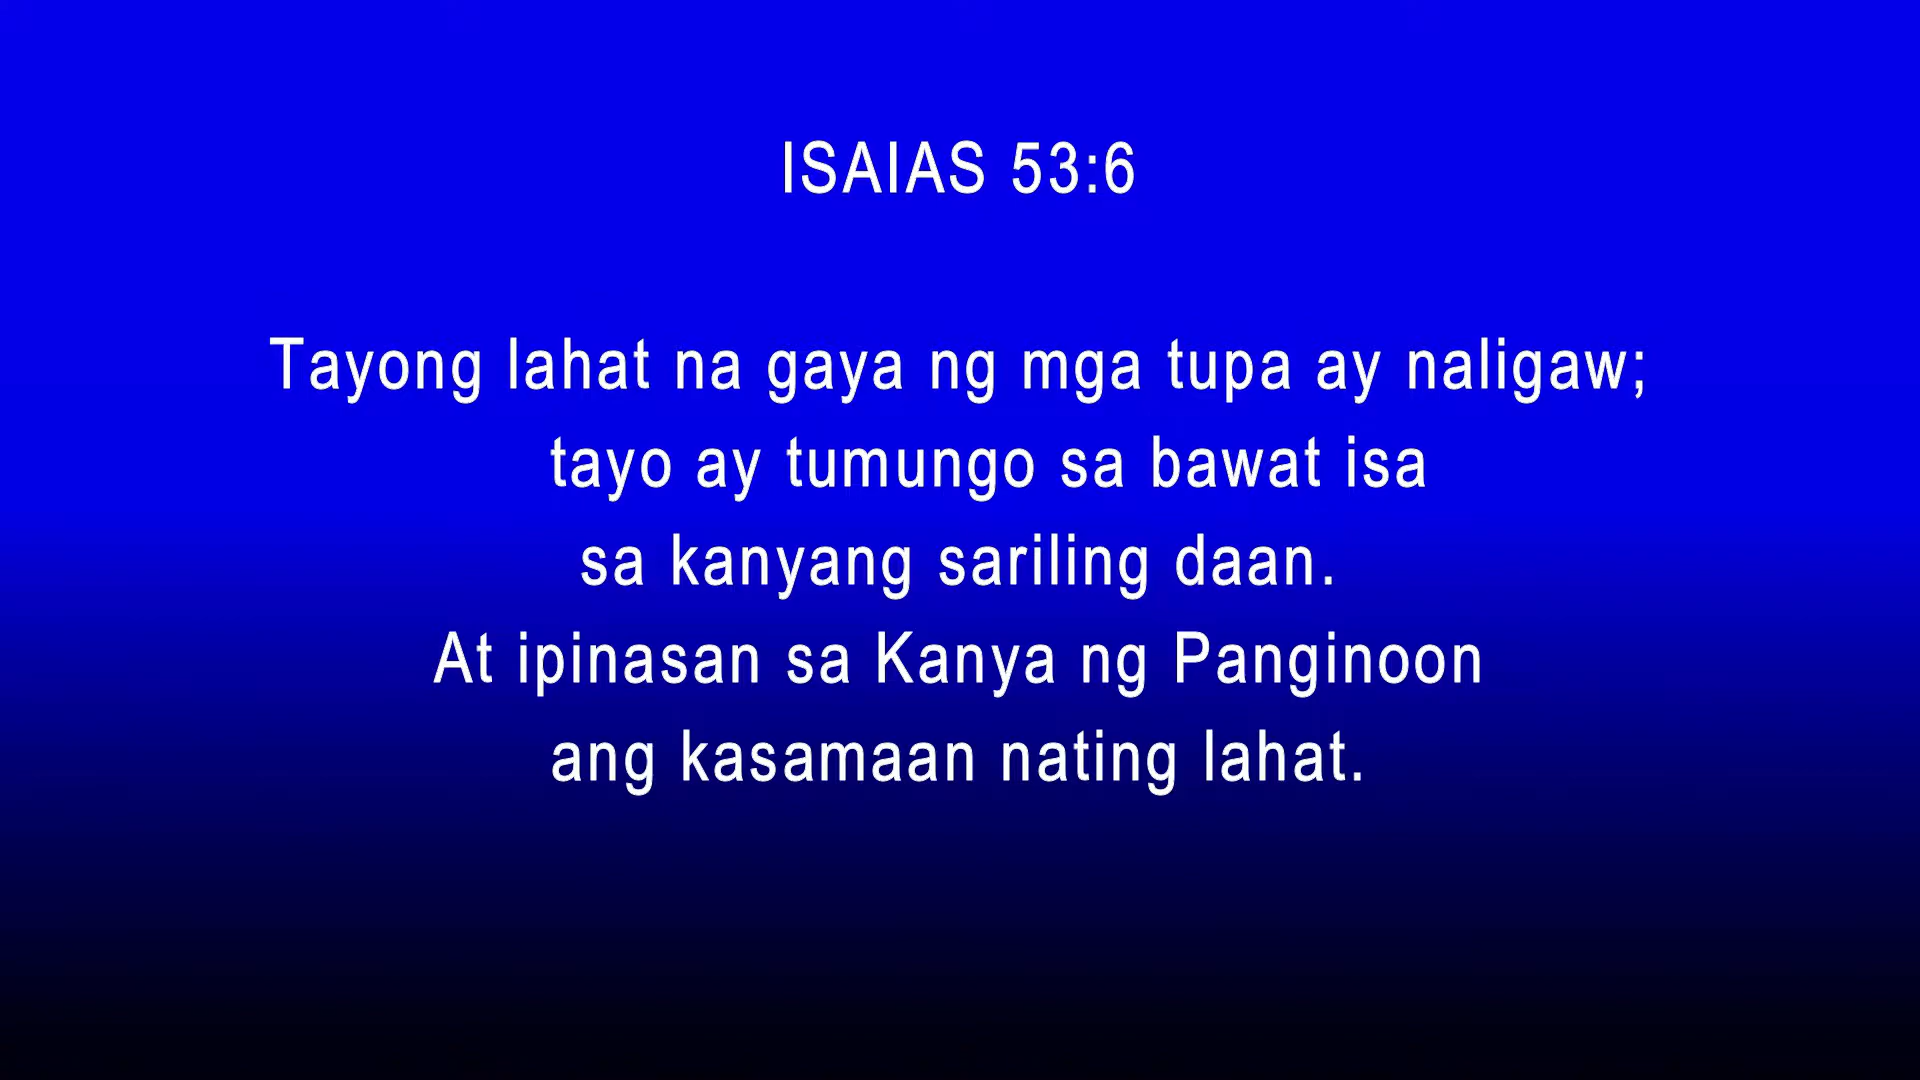 ISAIAS 53:6
Tayong lahat na gaya ng mga tupa ay naligaw;
tayo ay tumungo sa bawat isa
sa kanyang sariling daan.
At ipinasan sa Kanya ng Panginoon
ang kasamaan nating lahat.